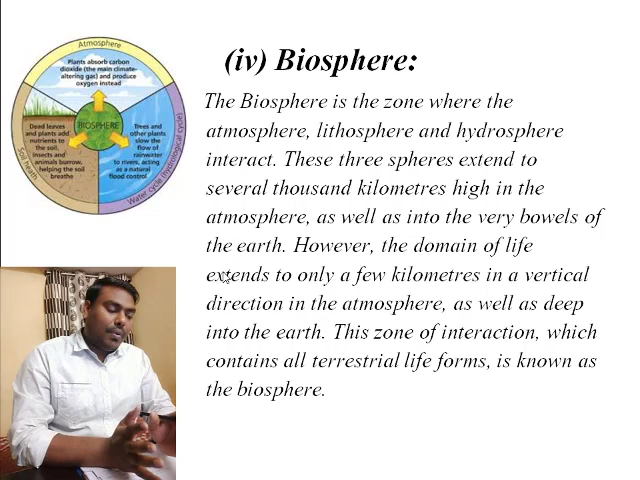 (iv) Biosphere:
The Biosphere is the zone where the
atmosphere, lithosphere and hydrosphere
interact. These three spheres extend to
several thousand kilometres high in the
atmosphere, as well as into the very bowels of
the earth. However, the domain of life
extends to only a few kilometres in a vertical
direction in the atmosphere, as well as deep
into the earth. This zone of interaction, which
contains all terrestrial life forms, is known as
the biosphere.
Atmosphere
Plants absorb carbon
dioxide (the main climate-
altering gas) and produce
oxygen instead
BIOSPHERE
Dead leaves
and plants add
nutrients to
the soil,
insects and
animals burrow,
helping the soil
breathe
Trees and
other plants
slow the
flow of
rainwater
to rivers, acting
as a natural
flood control
Soil health
Water cycle (hydrological cycle)